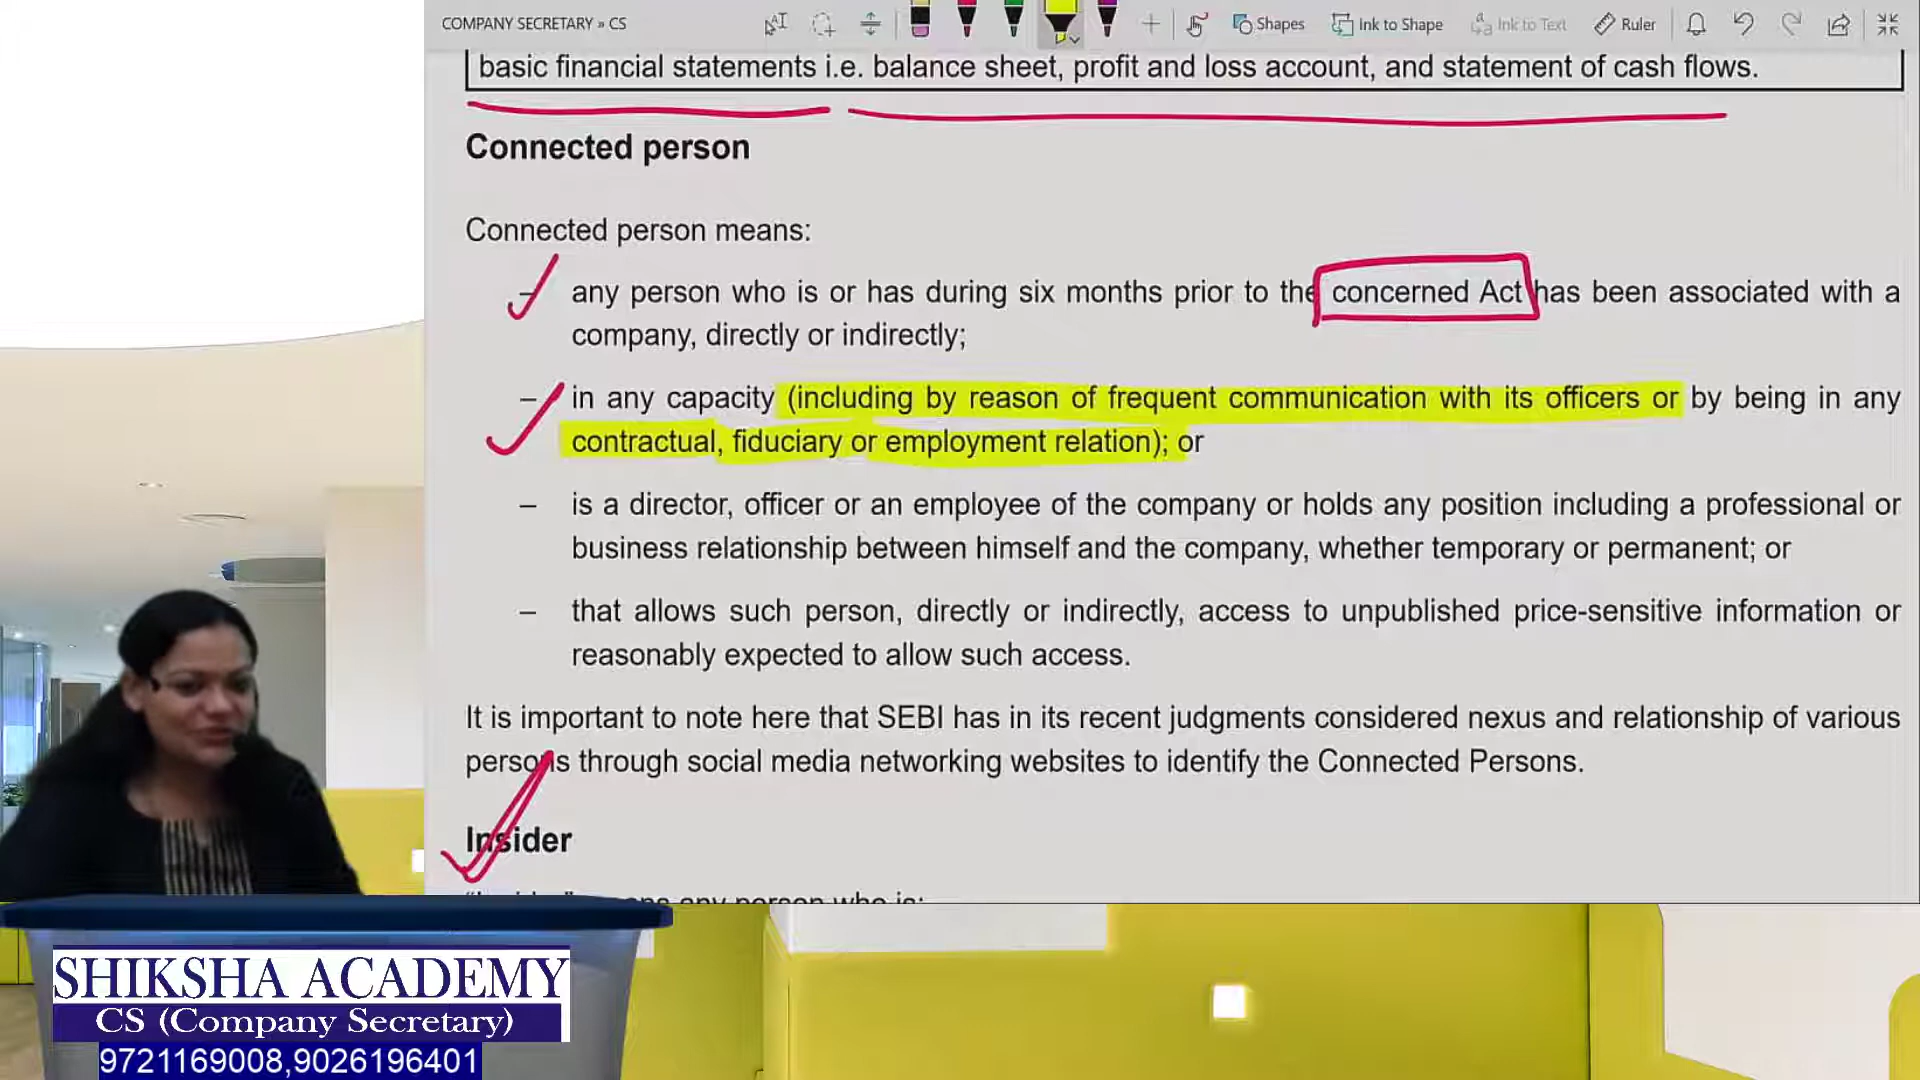 COMPANY SECRETARY » CS
Shapes
Ink to Shape
Ink to Text
Ruler
basic financial statements i.e. balance sheet, profit and loss account, and statement of cash flows.
Connected person
Connected person means:
– any person who is or has during six months prior to the concerned Act has been associated with a
company, directly or indirectly;
– in any capacity (including by reason of frequent communication with its officers or by being in any
contractual, fiduciary or employment relation); or
– is a director, officer or an employee of the company or holds any position including a professional or
business relationship between himself and the company, whether temporary or permanent; or
– that allows such person, directly or indirectly, access to unpublished price-sensitive information or
reasonably expected to allow such access.
It is important to note here that SEBI has in its recent judgments considered nexus and relationship of various
persons through social media networking websites to identify the Connected Persons.
Insider
means any person who is:
SHIKSHA ACADEMY
CS (Company Secretary)
9721169008,9026196401